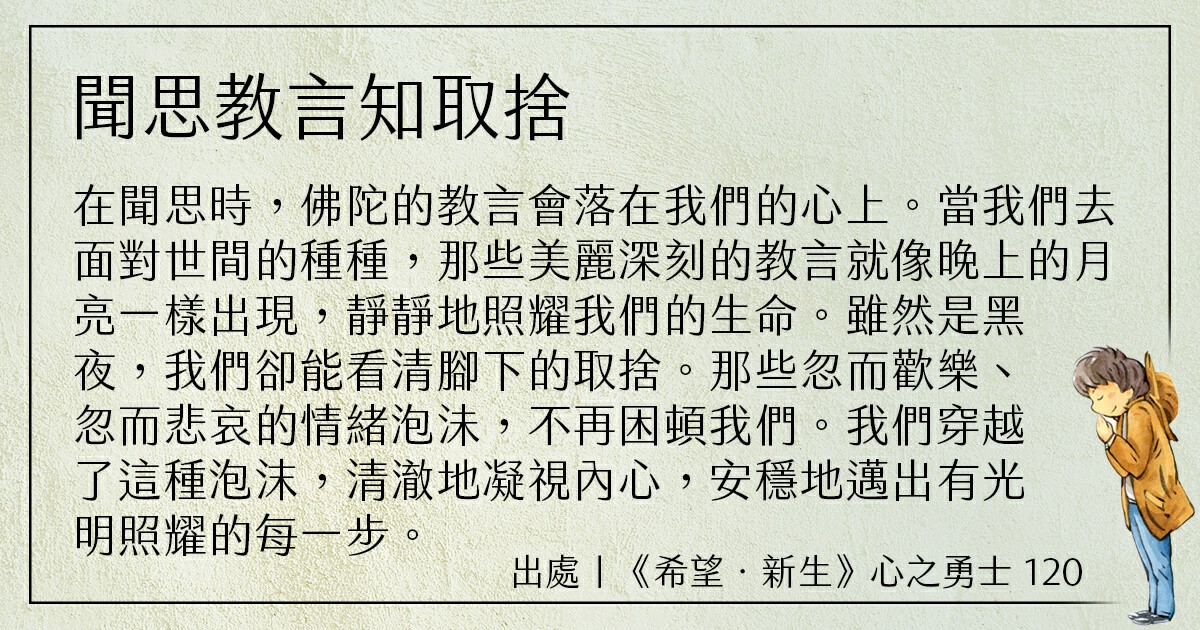 聞思教言知取捨
在聞思時，佛陀的教言會落在我們的心上。當我們去
面對世間的種種，那些美麗深刻的教言就像晚上的月
亮一樣出現，靜靜地照耀我們的生命。雖然是黑
夜，我們卻能看清腳下的取捨。那些忽而歡樂、
忽而悲哀的情緒泡沫，不再困頓我們。我們穿越
了這種泡沫，清澈地凝視內心，安穩地邁出有光
明照耀的每一步。
出處丨《希望．新生》心之勇士 120